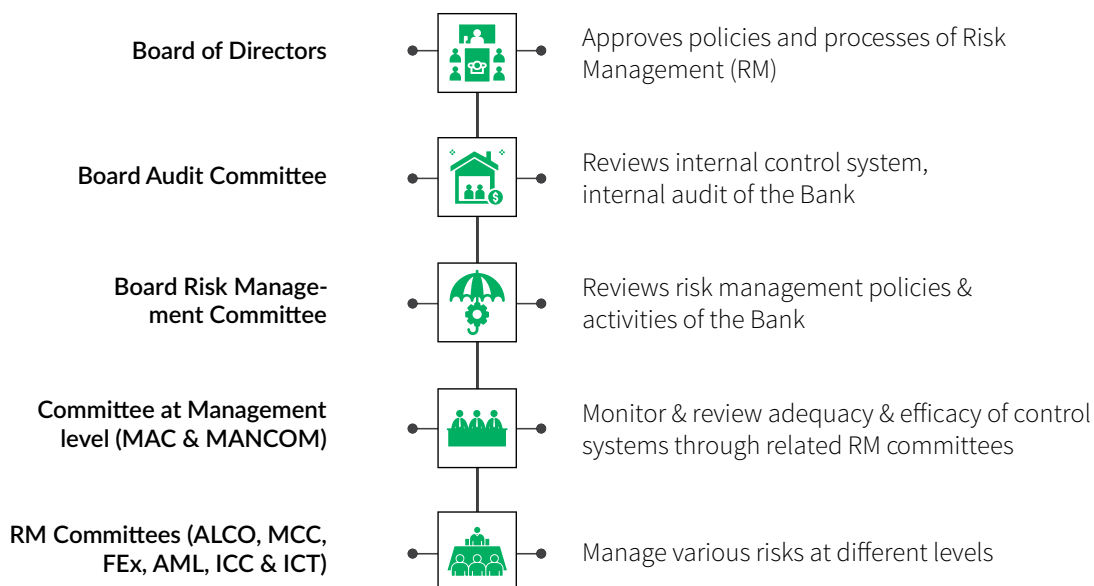 Board of Directors
Approves policies and processes of Risk
Management (RM)
Board Audit Committee
Reviews internal control system,
internal audit of the Bank
Board Risk Manage-
ment Committee
Reviews risk management policies &
activities of the Bank
Committee at Management
level (MAC & MANCOM)
Monitor & review adequacy & efficacy of control
systems through related RM committees
RM Committees (ALCO, MCC,
FEx, AML, ICC & ICT)
Manage various risks at different levels